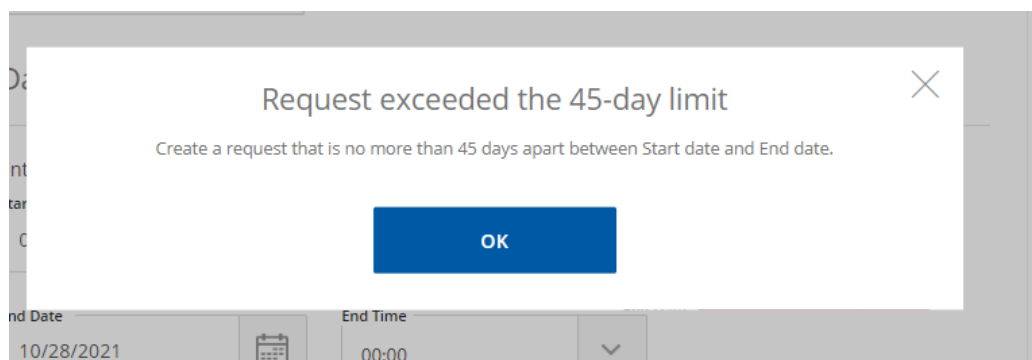 Request exceeded the 45-day limit
Create a request that is no more than 45 days apart between Start date and End date.
OK
Date
End Time
10/28/2021
00:00